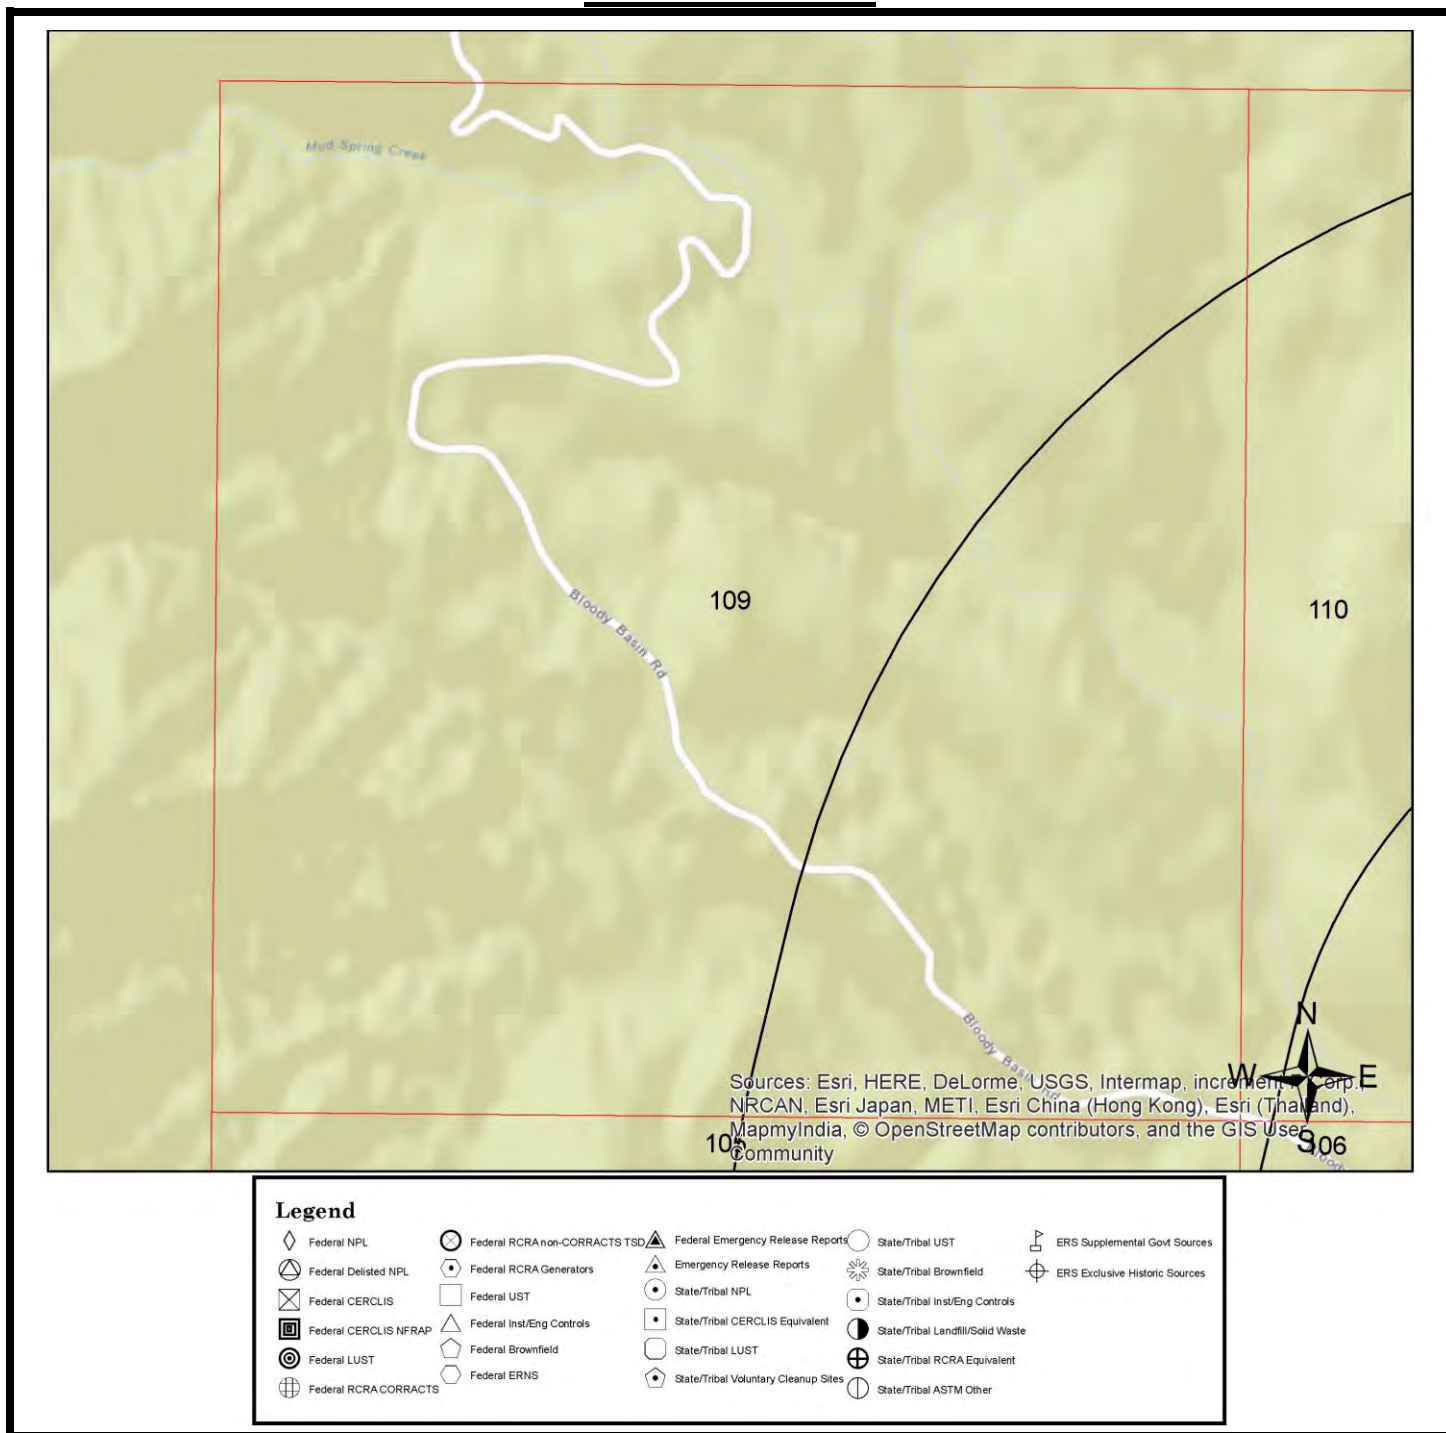 Mud Spring Creek
109
110
Bloody Basin Rd
Bloody Basin Rd
N
W
E
S
Sources: Esri, HERE, DeLorme, USGS, Intermap, increment P Corp.,
NRCAN, Esri Japan, METI, Esri China (Hong Kong), Esri (Thailand),
MapmyIndia, © OpenStreetMap contributors, and the GIS User
Community
105
106
Bloody
Legend
Federal NPL
Federal Delisted NPL
Federal CERCLIS
Federal CERCLIS NFRAP
Federal LUST
Federal RCRA CORRACTS
Federal RCRA non-CORRACTS TSD
Federal RCRA Generators
Federal UST
Federal Inst/Eng Controls
Federal Brownfield
Federal ERNS
Federal Emergency Release Reports
Emergency Release Reports
State/Tribal NPL
State/Tribal CERCLIS Equivalent
State/Tribal LUST
State/Tribal Voluntary Cleanup Sites
State/Tribal UST
State/Tribal Brownfield
State/Tribal Inst/Eng Controls
State/Tribal Landfill/Solid Waste
State/Tribal RCRA Equivalent
State/Tribal ASTM Other
ERS Supplemental Govt Sources
ERS Exclusive Historic Sources